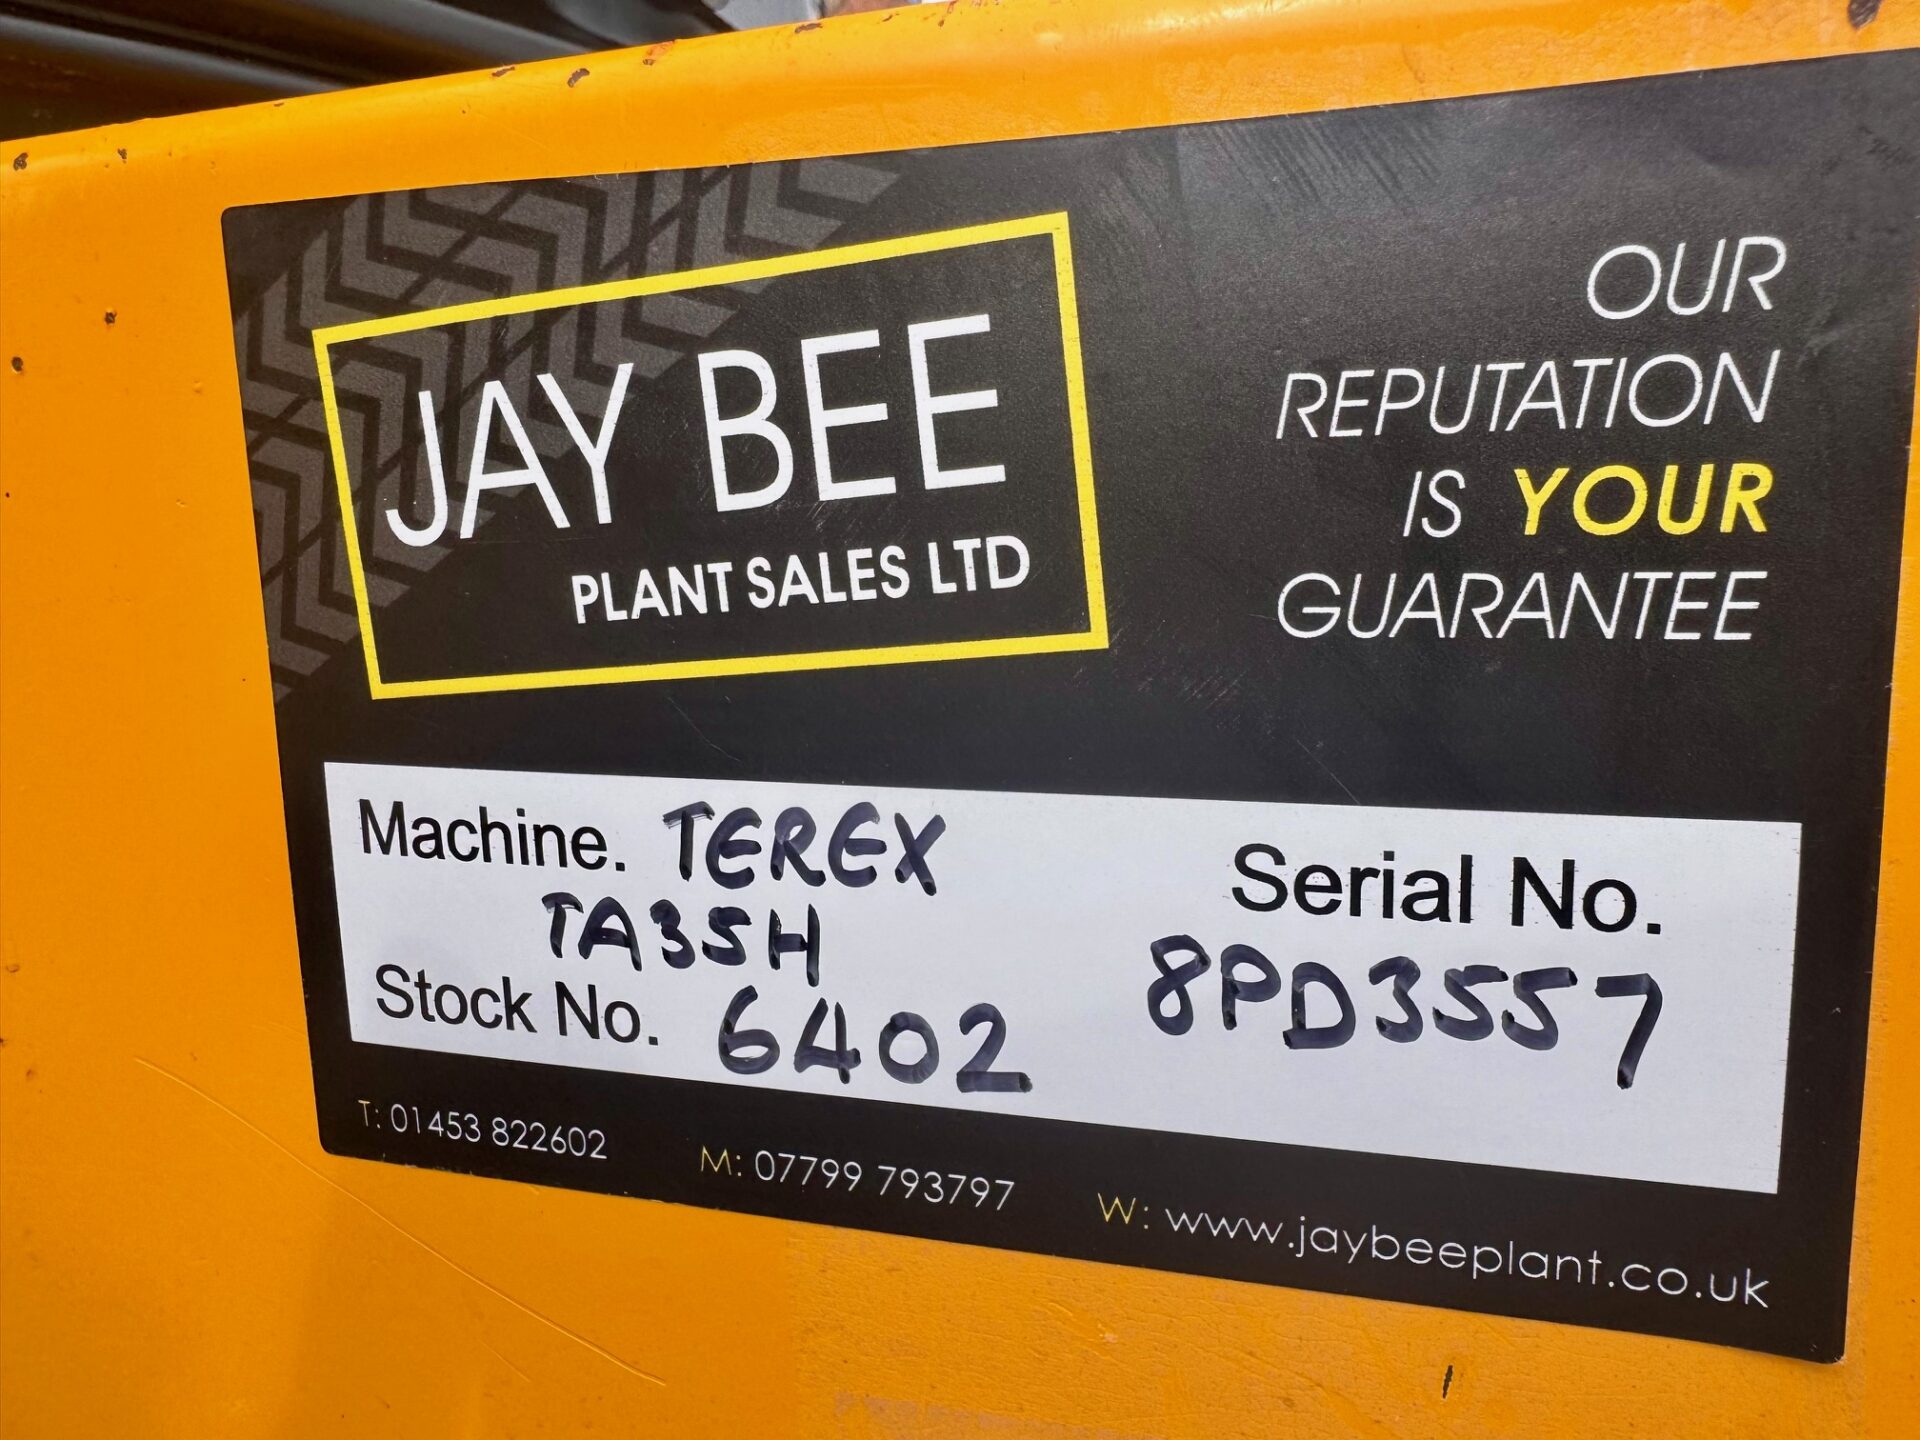 JAY BEE
PLANT SALES LTD
OUR
REPUTATION
IS YOUR
GUARANTEE
Machine. TEREX
TA35H
Stock No. 6402
Serial No.
8PD3557
T: 01453 822602
M: 07799 793797
W: www.jaybeeplant.co.uk